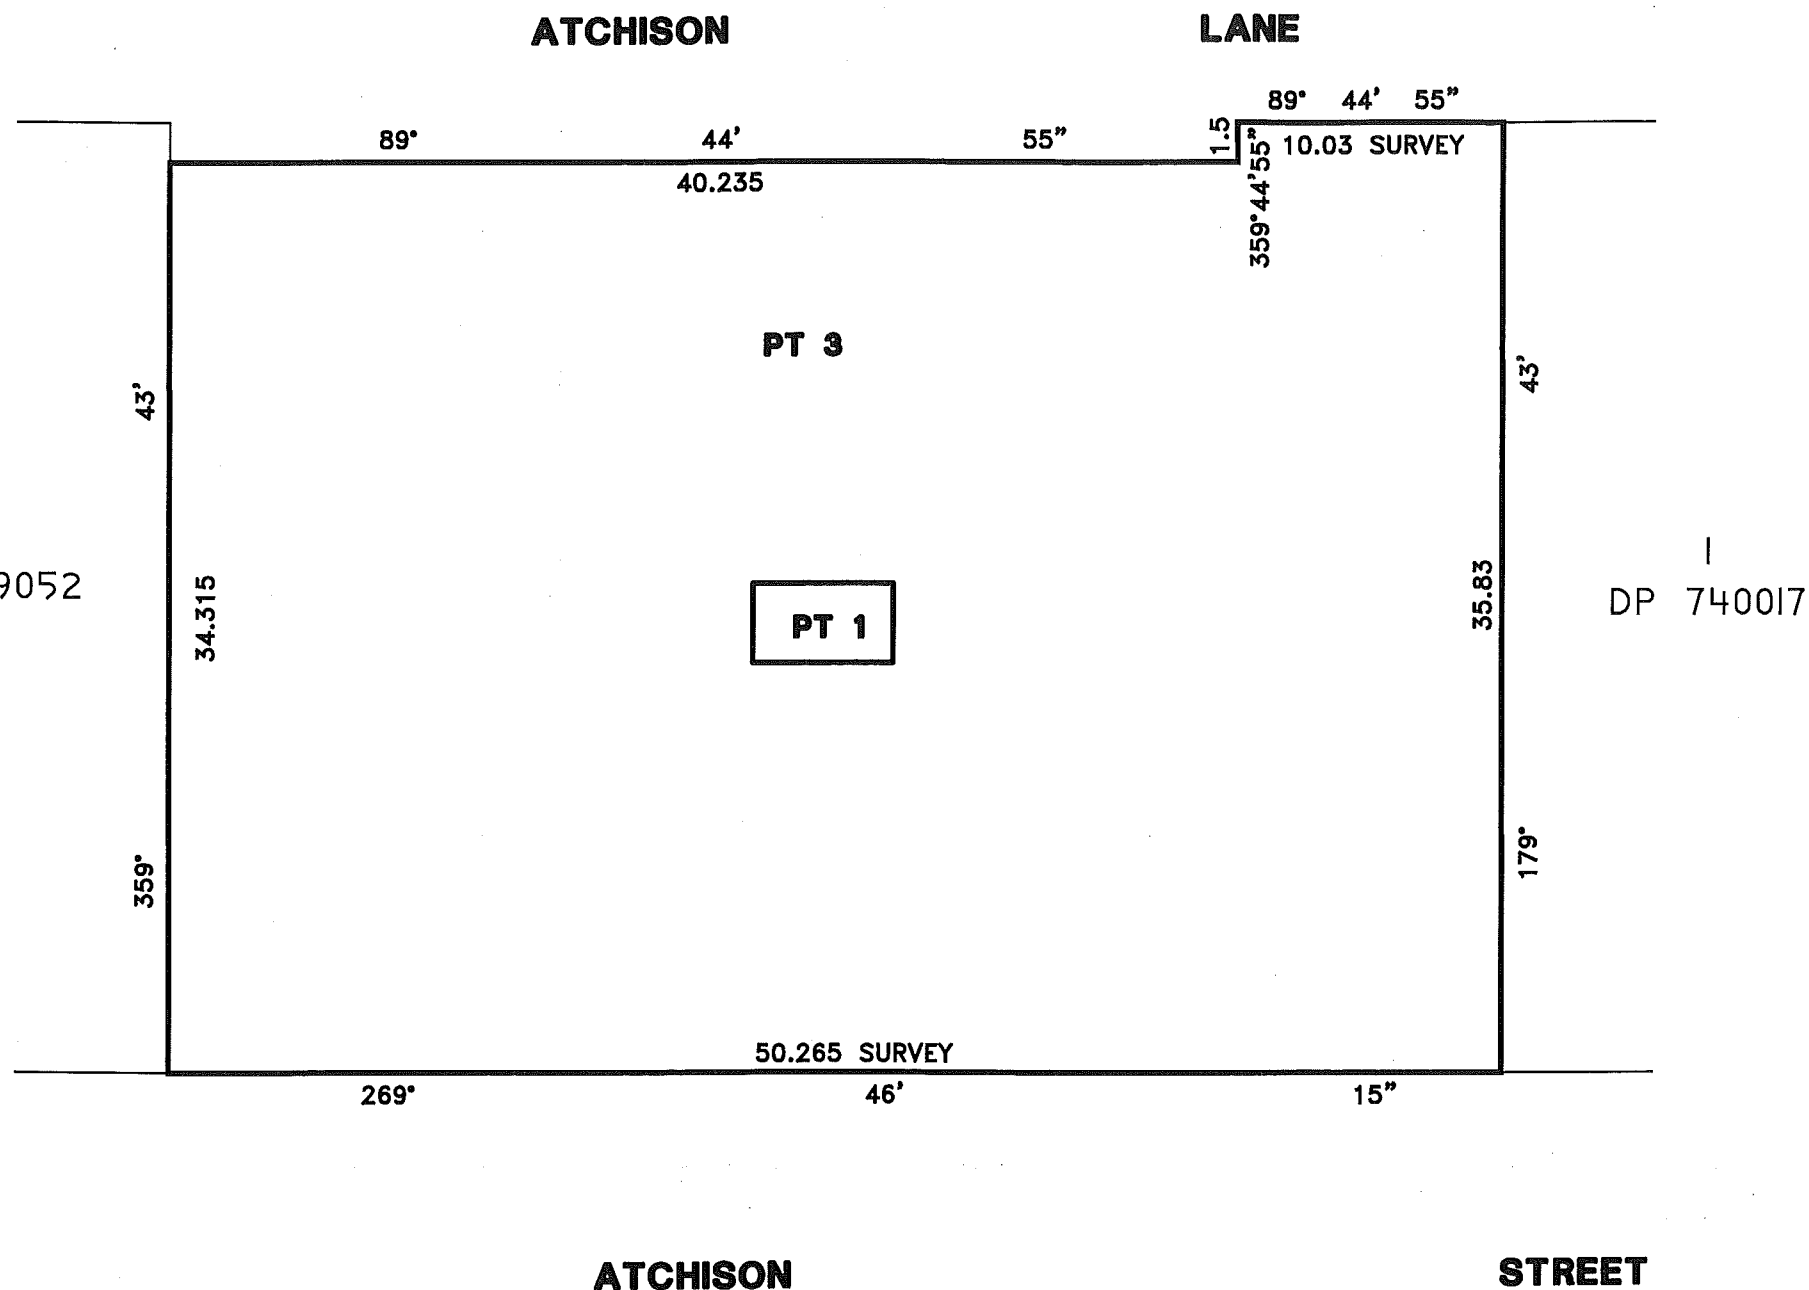 ATCHISON LANE
89° 44' 55"
89° 44' 55"
1.5
10.03 SURVEY
40.235
359°44'55"
PT 3
43'
43'
9052
34.315
PT 1
35.83
1
DP 740017
359°
179°
50.265 SURVEY
269° 46' 15"
ATCHISON STREET